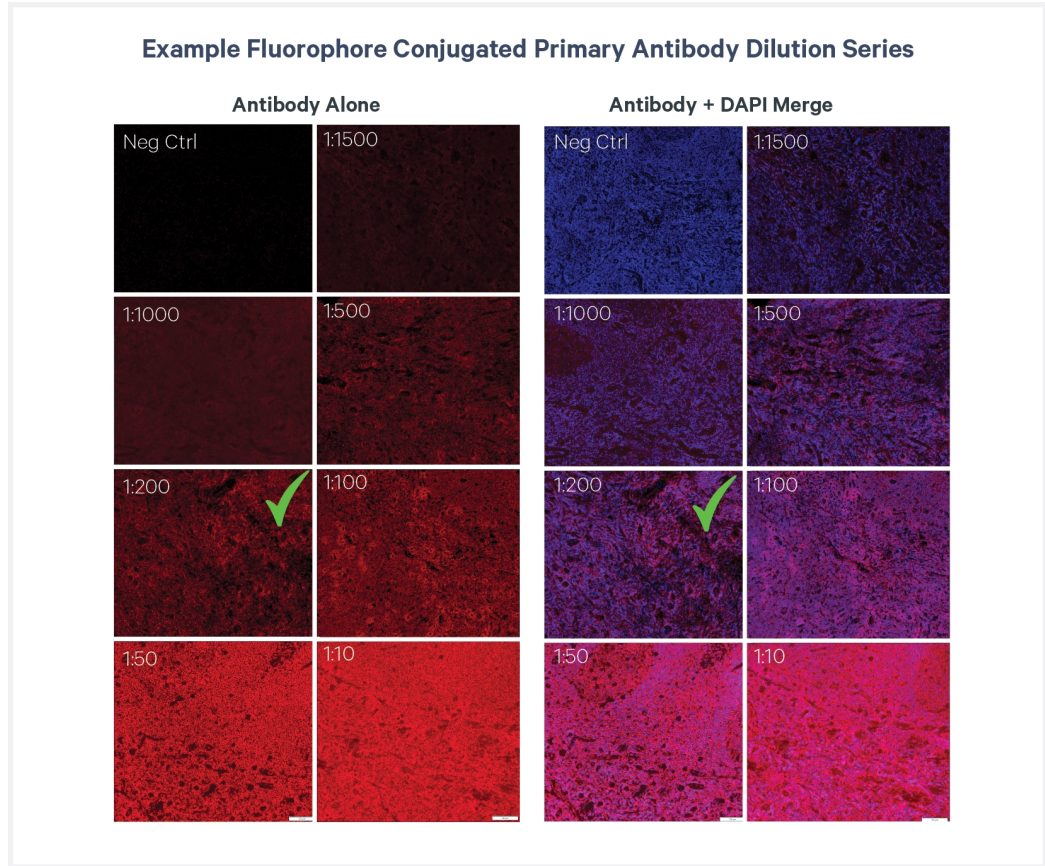 Example Fluorophore Conjugated Primary Antibody Dilution Series
Antibody Alone
Neg Ctrl
1:1500
1:1000
1:500
1:200
1:100
1:50
1:10
Antibody + DAPI Merge
Neg Ctrl
1:1500
1:1000
1:500
1:200
1:100
1:50
1:10